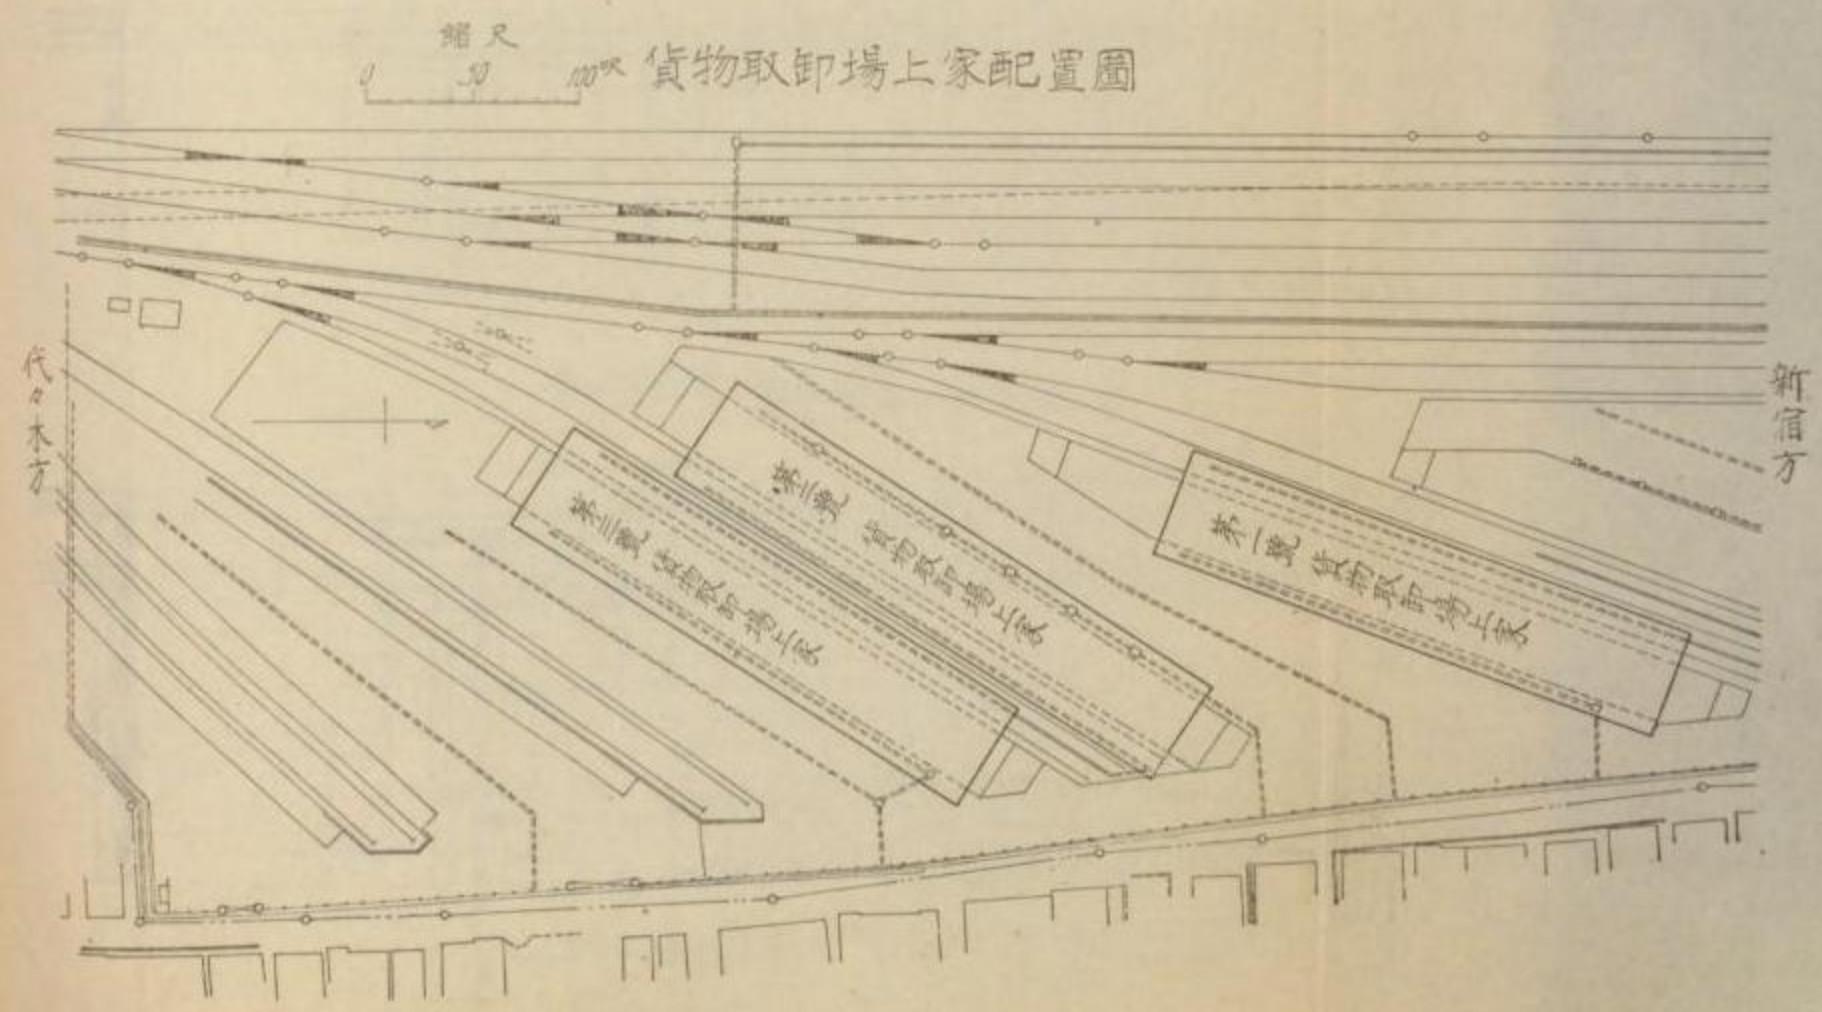 縮尺
0 50 100呎
貨物取卸場上家配置圖
代々木方
新宿方
第一號 貨物取卸場上家
第二號 貨物取卸場上家
第三號 貨物取卸場上家